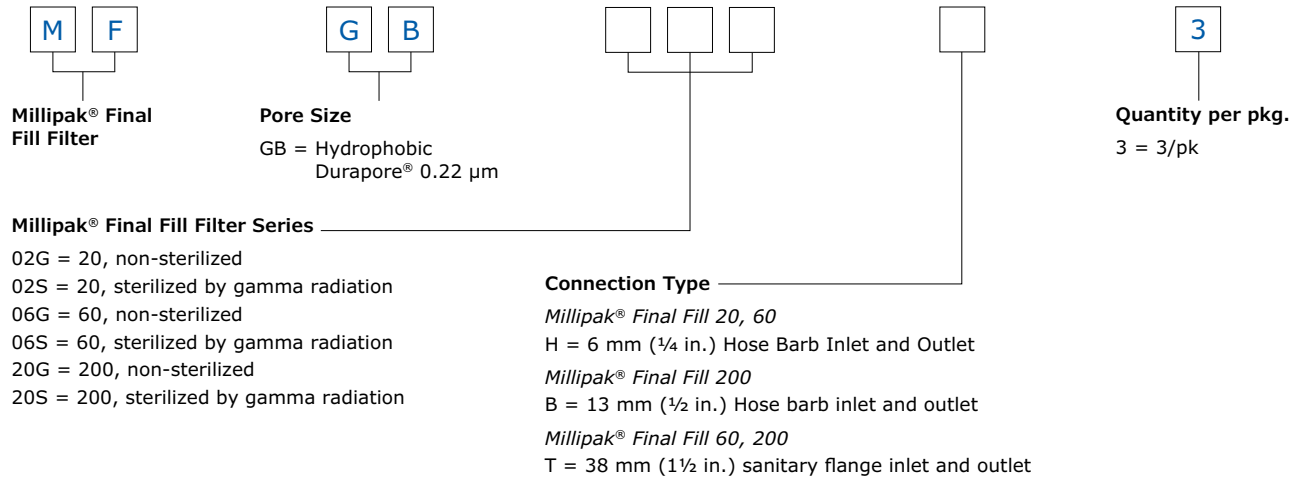 M F G B 3
Millipak® Final
Fill Filter
Pore Size
GB = Hydrophobic
Durapore® 0.22 μm
Quantity per pkg.
3 = 3/pk
Millipak® Final Fill Filter Series
02G = 20, non-sterilized
02S = 20, sterilized by gamma radiation
06G = 60, non-sterilized
06S = 60, sterilized by gamma radiation
20G = 200, non-sterilized
20S = 200, sterilized by gamma radiation
Connection Type
Millipak® Final Fill 20, 60
H = 6 mm (¼ in.) Hose Barb Inlet and Outlet
Millipak® Final Fill 200
B = 13 mm (½ in.) Hose barb inlet and outlet
Millipak® Final Fill 60, 200
T = 38 mm (1½ in.) sanitary flange inlet and outlet